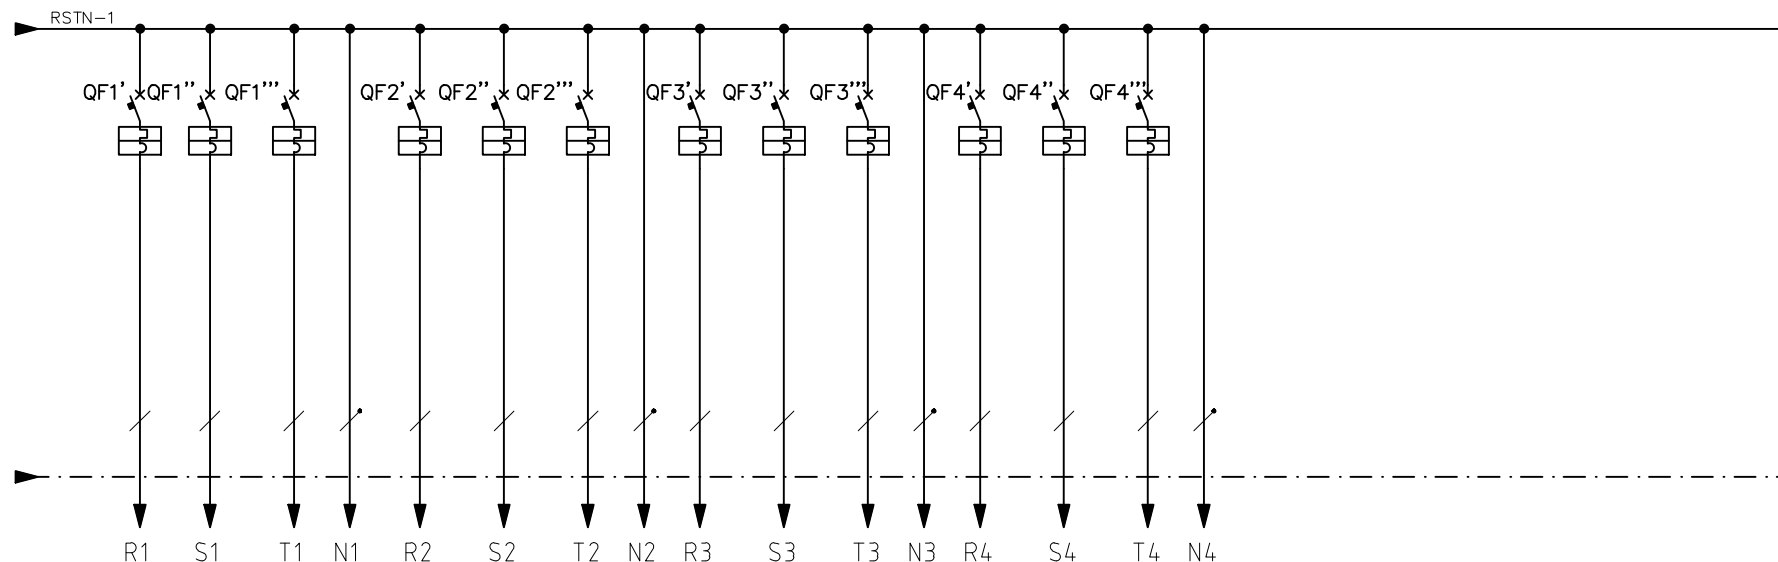 RSTN-1
QF1' QF1'' QF1''' QF2' QF2'' QF2''' QF3' QF3'' QF3''' QF4' QF4'' QF4'''
R1 S1 T1 N1 R2 S2 T2 N2 R3 S3 T3 N3 R4 S4 T4 N4